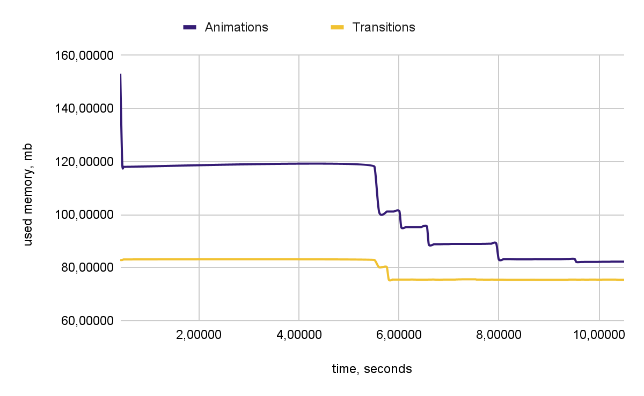 Animations Transitions
160,00000
140,00000
120,00000
100,00000
80,00000
60,00000
used memory, mb
2,00000 4,00000 6,00000 8,00000 10,00000
time, seconds